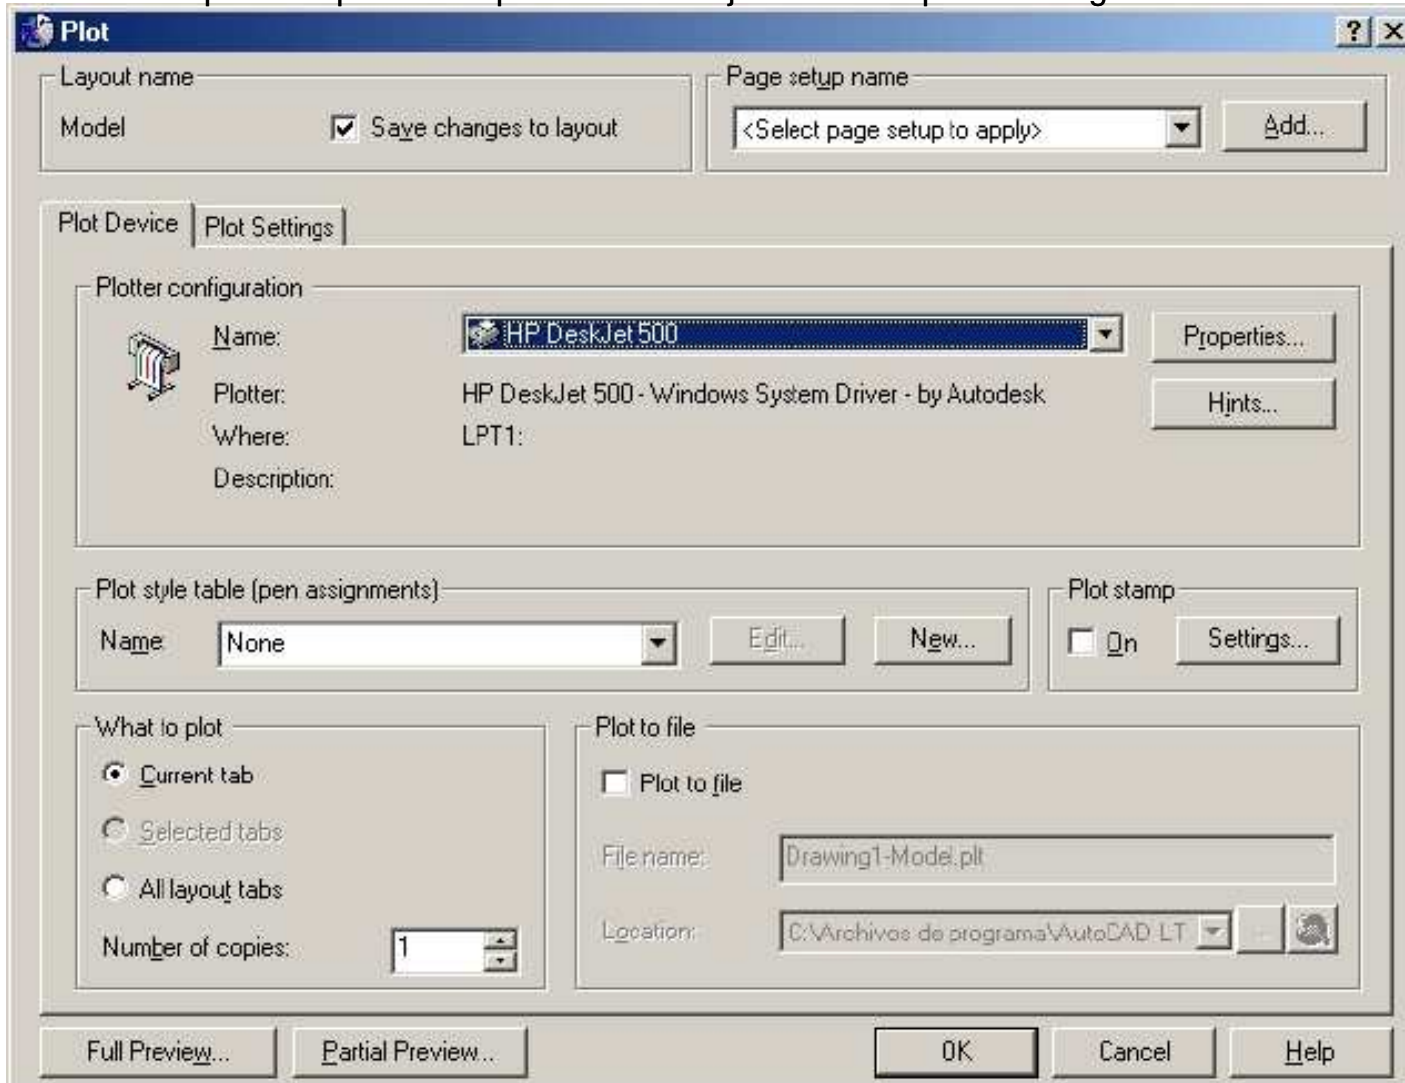 Plot
Layout name
Model
Save changes to layout
Page setup name
<Select page setup to apply>
Add...
Plot Device
Plot Settings
Plotter configuration
Name:
HP DeskJet 500
Properties...
Plotter:
HP DeskJet 500 - Windows System Driver - by Autodesk
Hints...
Where:
LPT1:
Description:
Plot style table (pen assignments)
Name
None
Edit...
New...
Plot stamp
On
Settings...
What to plot
Current tab
Selected tabs
All layout tabs
Number of copies:
1
Plot to file
Plot to file
File name:
Drawing1-Model.plt
Location:
C:\Archivos de programa\AutoCAD LT
...
Full Preview...
Partial Preview...
OK
Cancel
Help